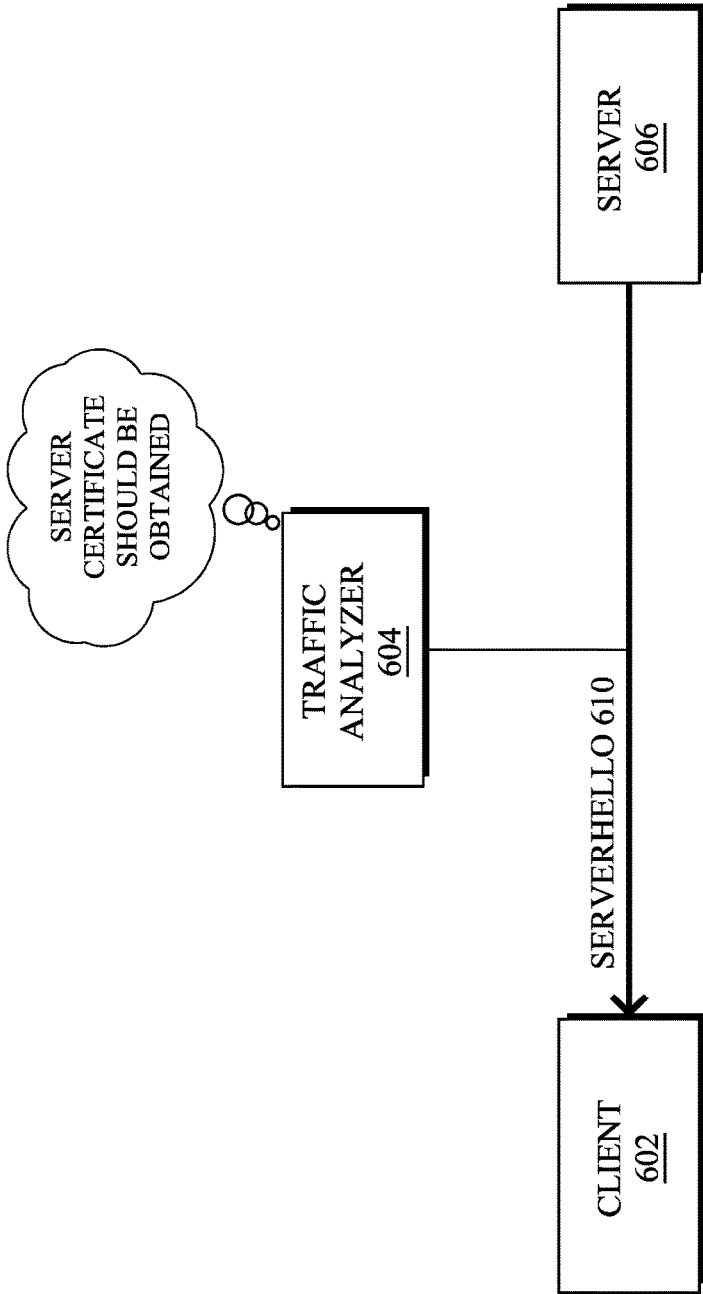 SERVER
CERTIFICATE
SHOULD BE
OBTAINED
TRAFFIC
ANALYZER
604
CLIENT
602
SERVERHELLO 610
SERVER
606